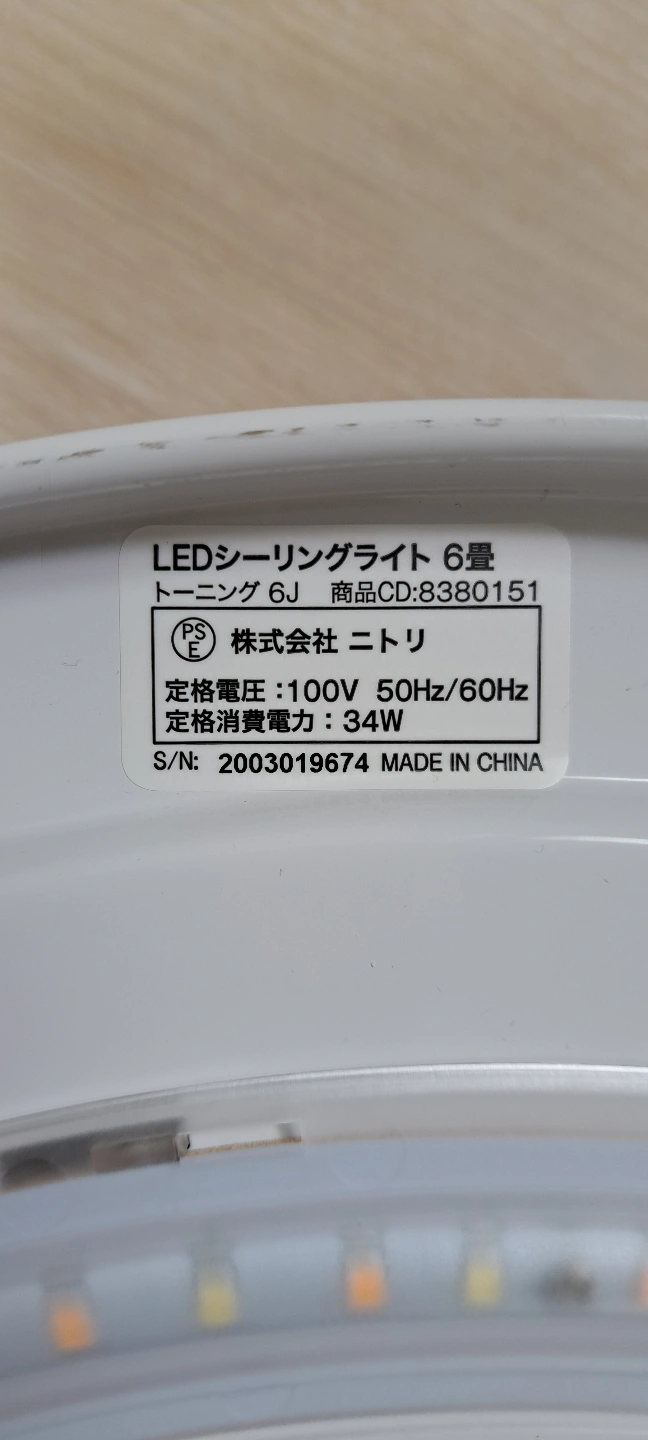 LEDシーリングライト 6畳
トーニング 6J 商品CD:8380151
PSE 株式会社 ニトリ
定格電圧：100V 50Hz/60Hz
定格消費電力：34W
S/N: 2003019674 MADE IN CHINA